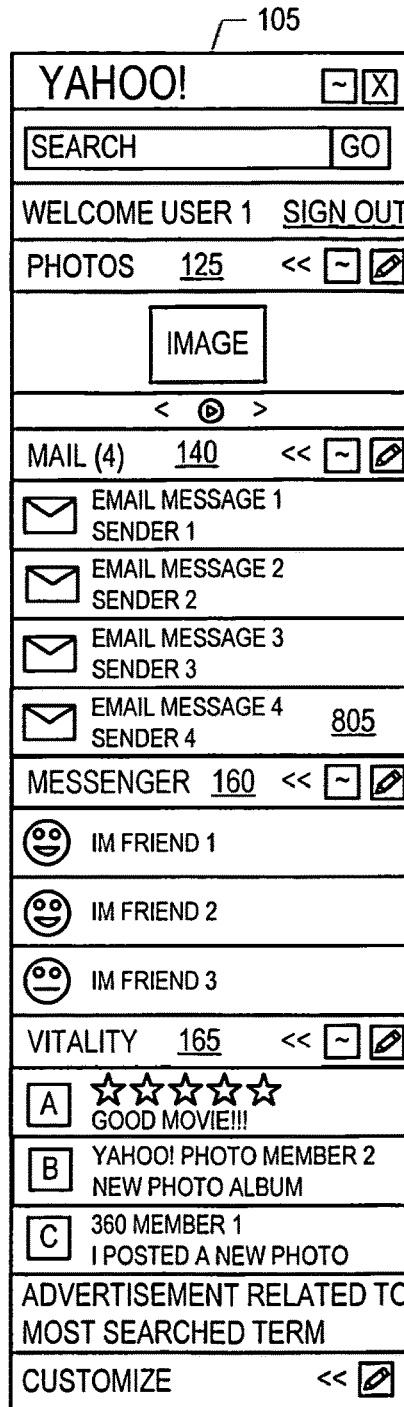 105
YAHOO! ~ X
SEARCH GO
WELCOME USER 1 SIGN OUT
PHOTOS 125 << ~
IMAGE
< >
MAIL (4) 140 << ~
EMAIL MESSAGE 1
SENDER 1
EMAIL MESSAGE 2
SENDER 2
EMAIL MESSAGE 3
SENDER 3
EMAIL MESSAGE 4
SENDER 4 805
MESSENGER 160 << ~
IM FRIEND 1
IM FRIEND 2
IM FRIEND 3
VITALITY 165 << ~
A
GOOD MOVIE!!!
B YAHOO! PHOTO MEMBER 2
NEW PHOTO ALBUM
C 360 MEMBER 1
I POSTED A NEW PHOTO
ADVERTISEMENT RELATED TO
MOST SEARCHED TERM
CUSTOMIZE <<